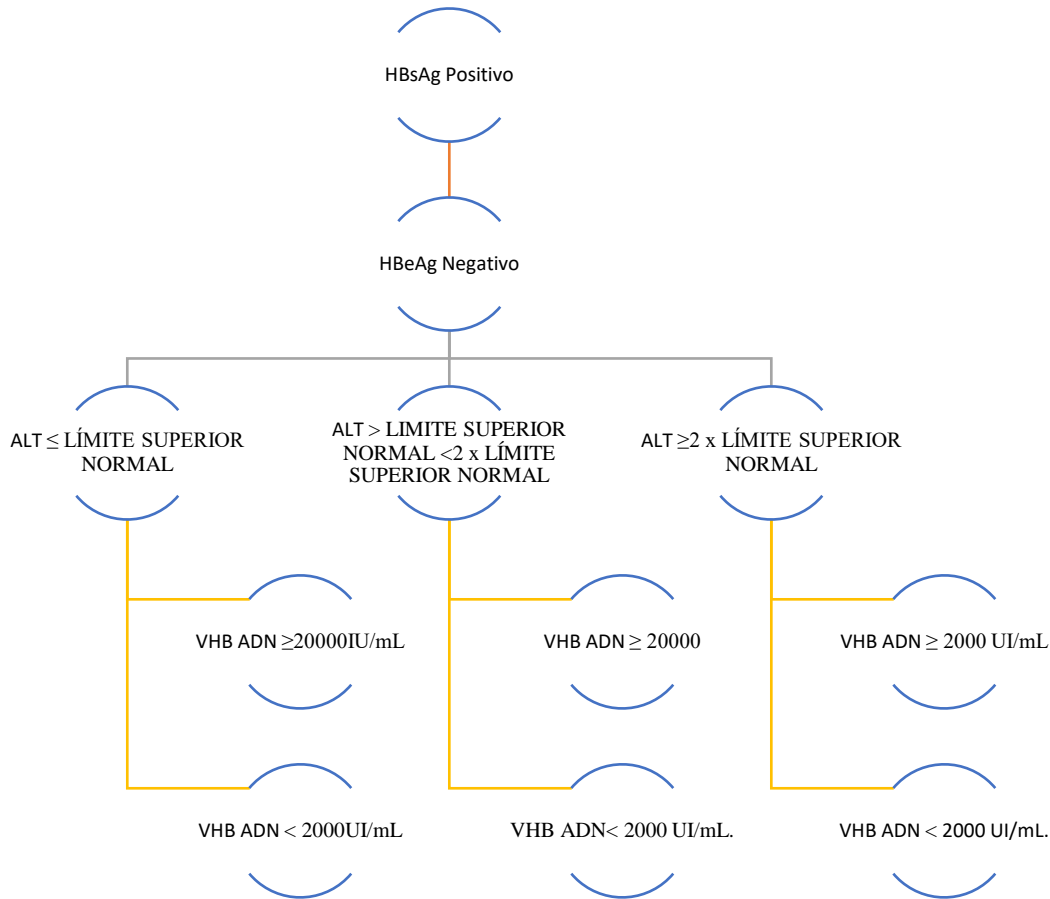 HBsAg Positivo
HBeAg Negativo
ALT ≤ LÍMITE SUPERIOR
NORMAL
ALT > LIMITE SUPERIOR
NORMAL <2 x LÍMITE
SUPERIOR NORMAL
ALT ≥2 x LÍMITE SUPERIOR
NORMAL
VHB ADN ≥20000IU/mL
VHB ADN ≥ 20000
VHB ADN ≥ 2000 UI/mL
VHB ADN < 2000UI/mL
VHB ADN< 2000 UI/mL.
VHB ADN < 2000 UI/mL.